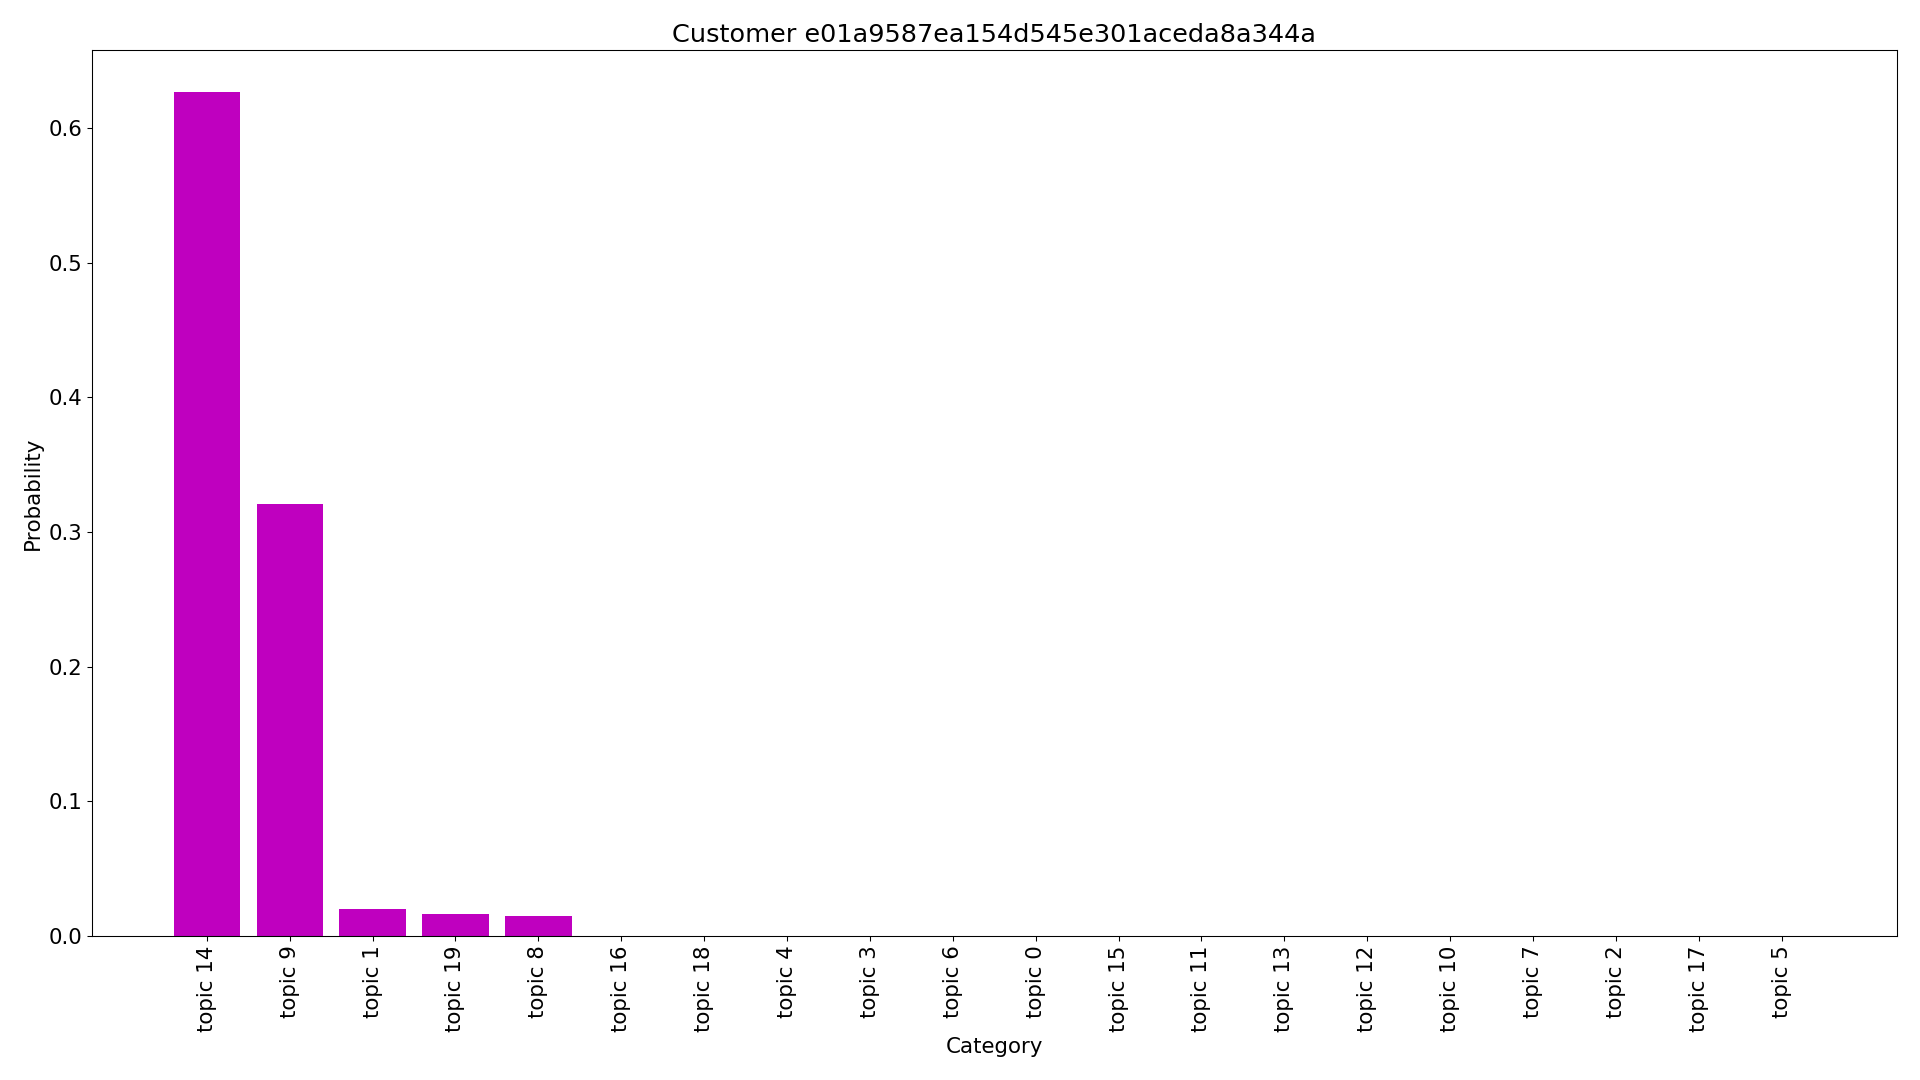 Customer e01a9587ea154d545e301aceda8a344a
Probability
0.6
0.5
0.4
0.3
0.2
0.1
0.0
topic 14
topic 9
topic 1
topic 19
topic 8
topic 16
topic 18
topic 4
topic 3
topic 6
topic 0
topic 15
topic 11
topic 13
topic 12
topic 10
topic 7
topic 2
topic 17
topic 5
Category